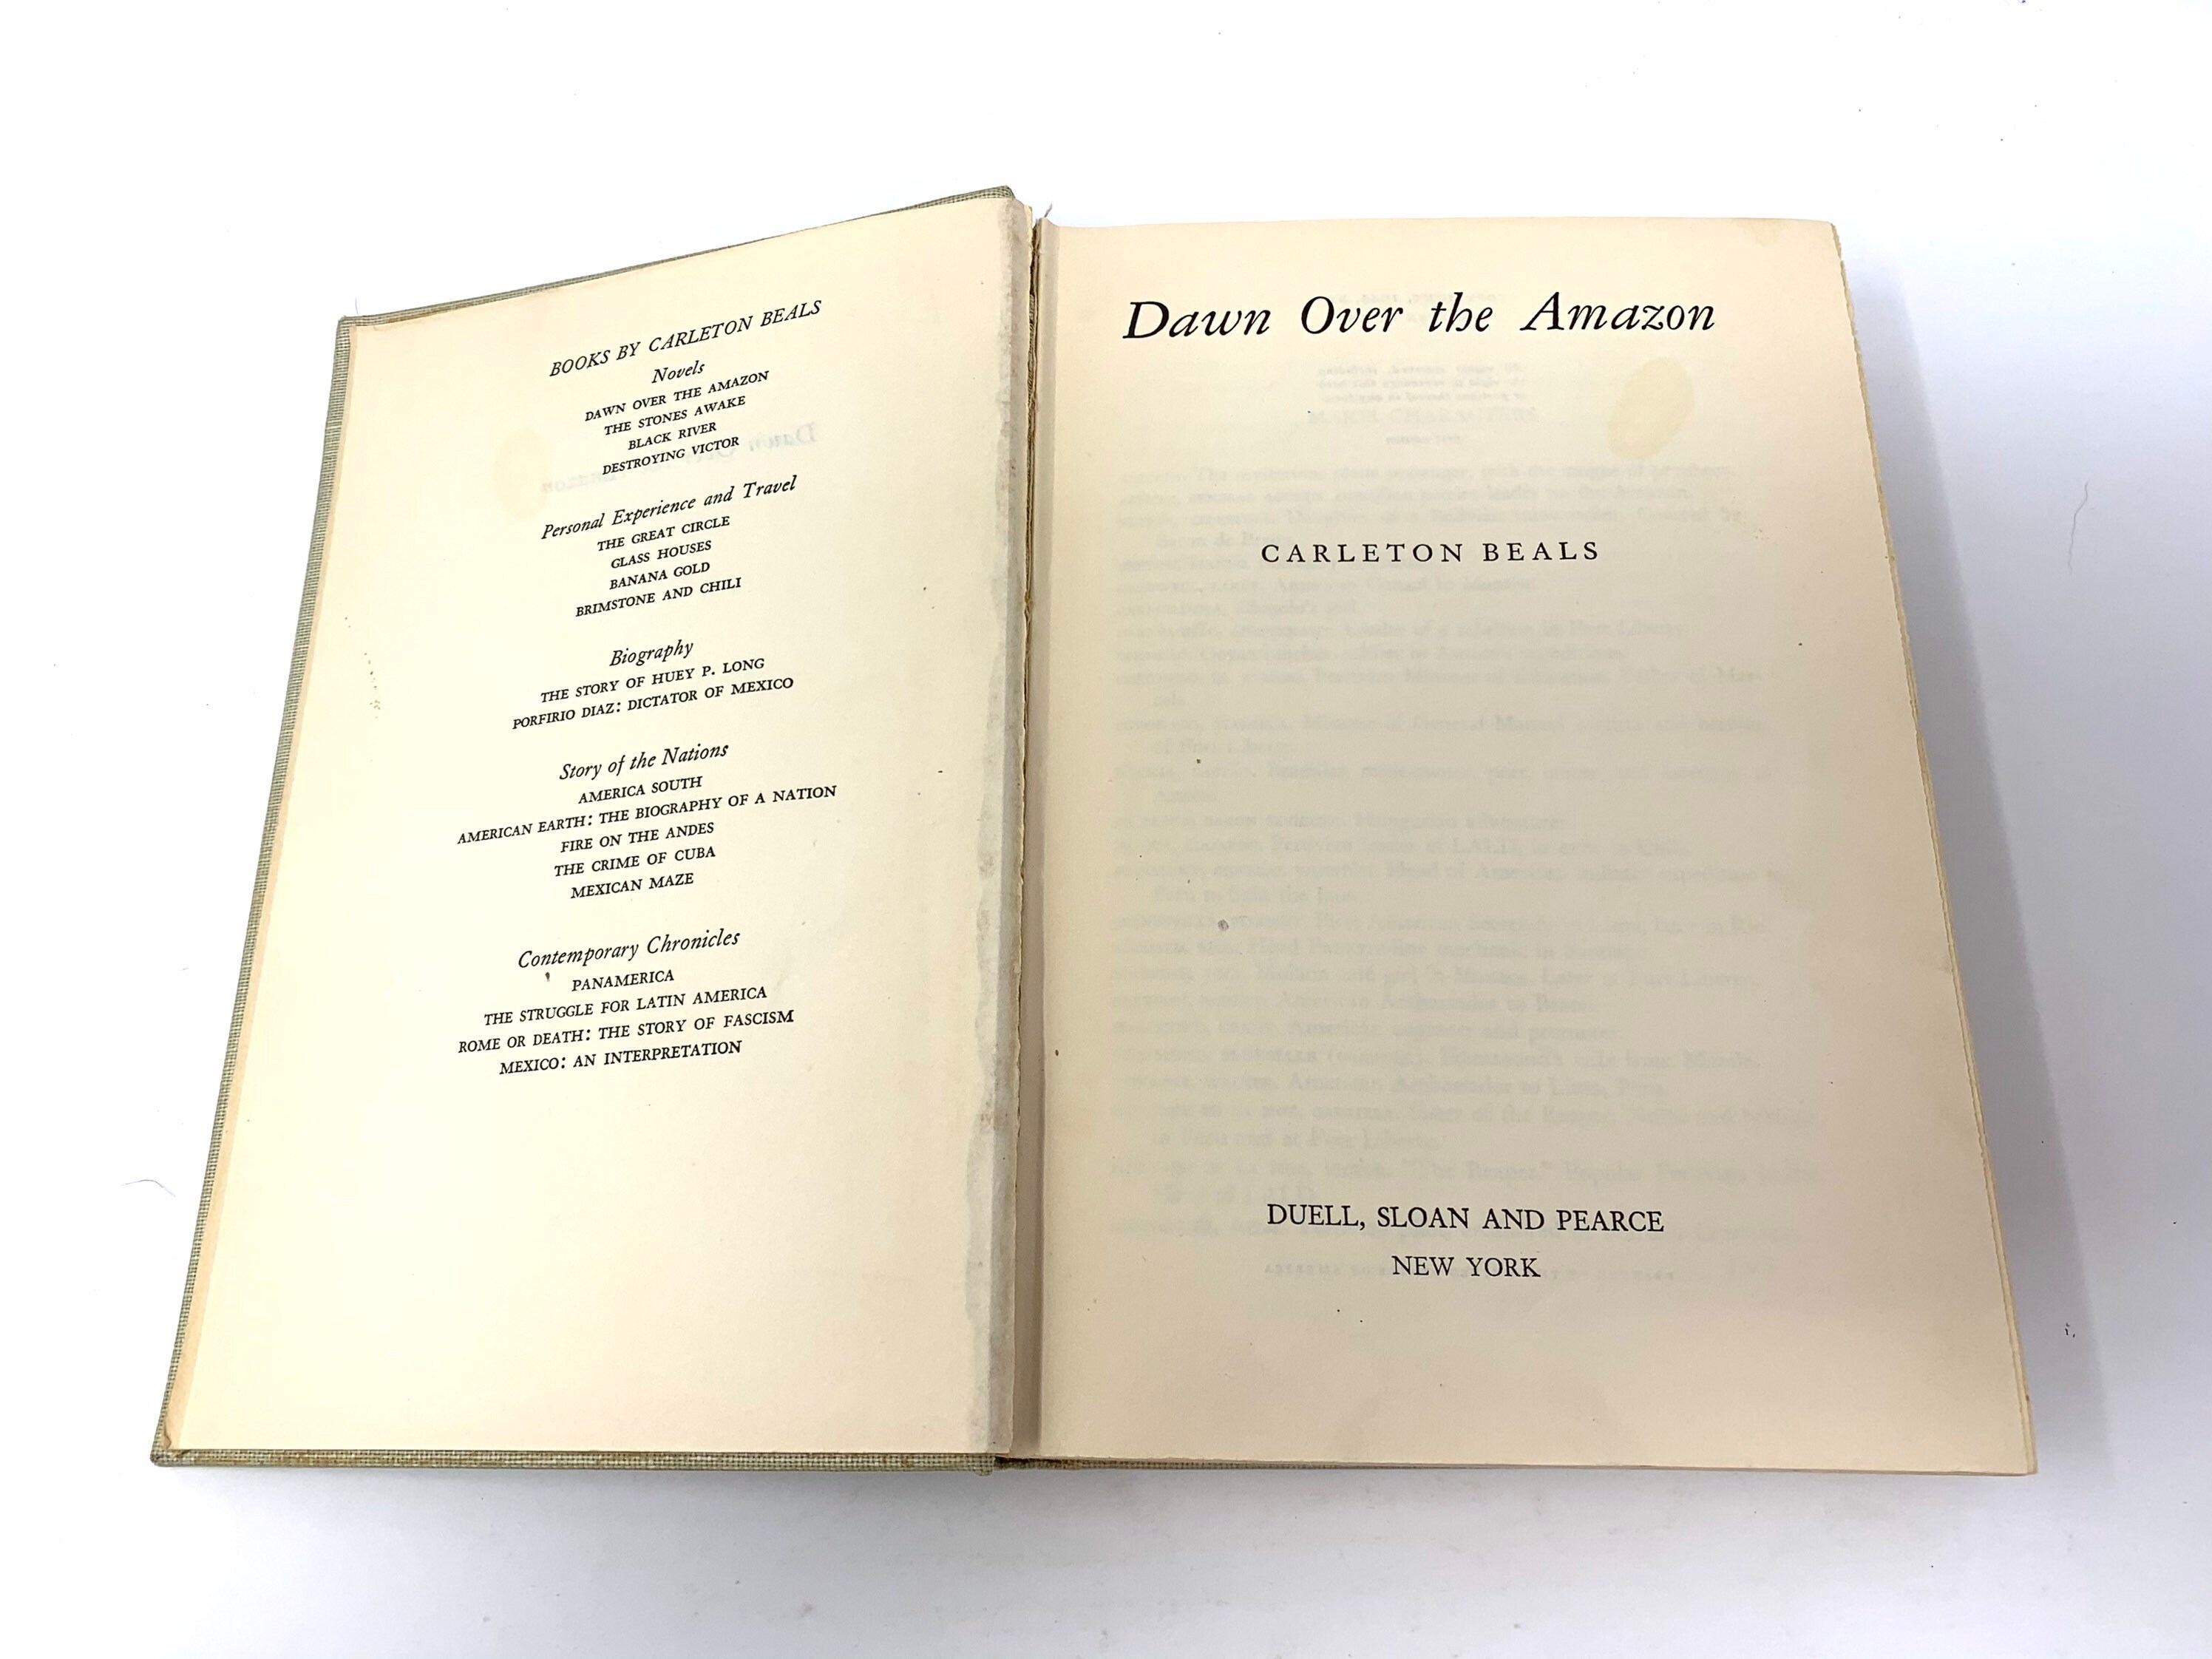 BOOKS BY CARLETON BEALS
Novels
DAWN OVER THE AMAZON
THE STONES AWAKE
BLACK RIVER
DESTROYING VICTOR
Personal Experience and Travel
THE GREAT CIRCLE
GLASS HOUSES
BANANA GOLD
BRIMSTONE AND CHILI
Biography
THE STORY OF HUEY P. LONG
PORFIRIO DIAZ: DICTATOR OF MEXICO
Story of the Nations
AMERICA SOUTH
AMERICAN EARTH: THE BIOGRAPHY OF A NATION
FIRE ON THE ANDES
THE CRIME OF CUBA
MEXICAN MAZE
Contemporary Chronicles
PANAMERICA
THE STRUGGLE FOR LATIN AMERICA
ROME OR DEATH: THE STORY OF FASCISM
MEXICO: AN INTERPRETATION
Dawn Over the Amazon
CARLETON BEALS
DUELL, SLOAN AND PEARCE
NEW YORK